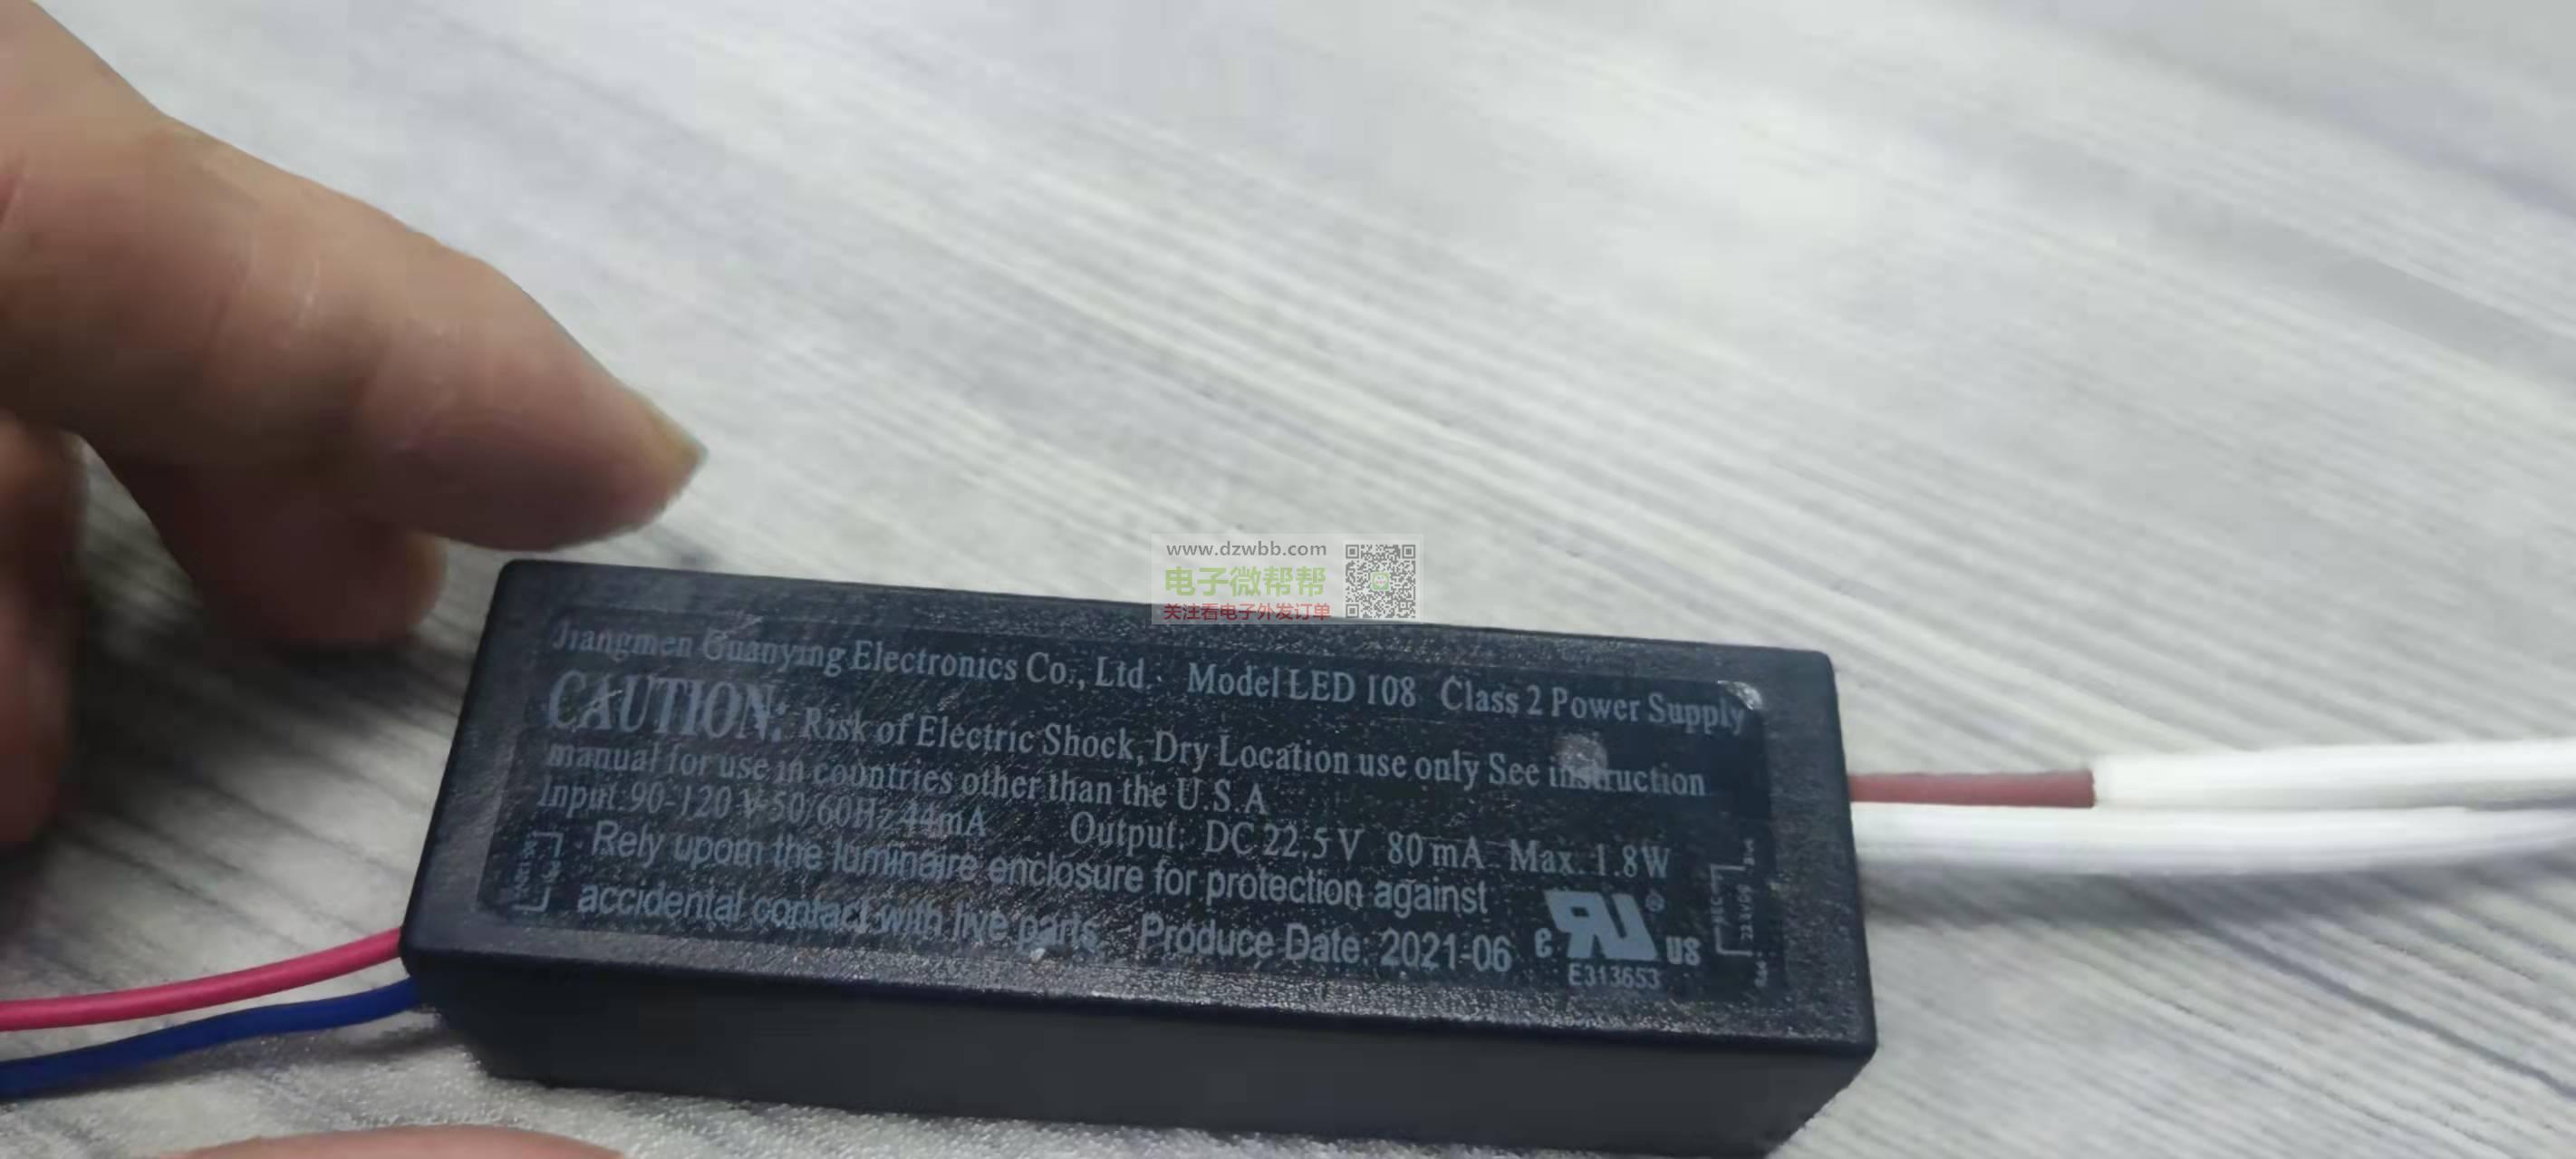 www.dzwbb.com
电子微帮帮
关注看电子外发订单
Jiangmen Guanying Electronics Co., Ltd. Model LED 108 Class 2 Power Supply
CAUTION: Risk of Electric Shock, Dry Location use only See instruction
manual for use in countries other than the U.S.A
Input 90-120 V 50/60Hz 44mA Output: DC 22.5 V 80 mA Max. 1.8W
Rely upom the luminaire enclosure for protection against
accidental contact with live parts. Produce Date: 2021-06
c RU ® US
E313653